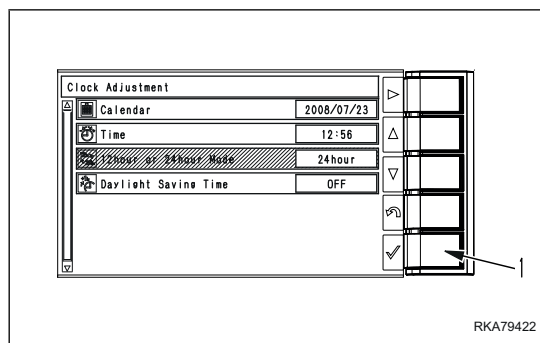 Clock Adjustment
Calendar 2008/07/23
Time 12:56
12hour or 24hour Mode 24hour
Daylight Saving Time OFF
1
RKA79422